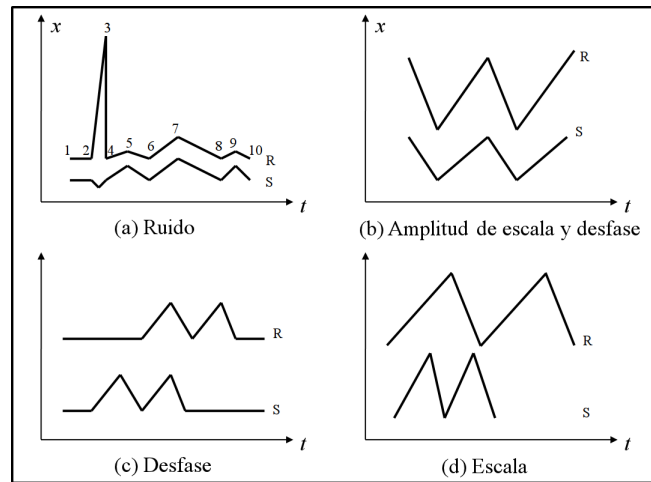 x
3
1 2 4 5 6 7 8 9 10
R
S
t
(a) Ruido
x
R
S
t
(b) Amplitud de escala y desfase
R
S
t
(c) Desfase
R
S
t
(d) Escala